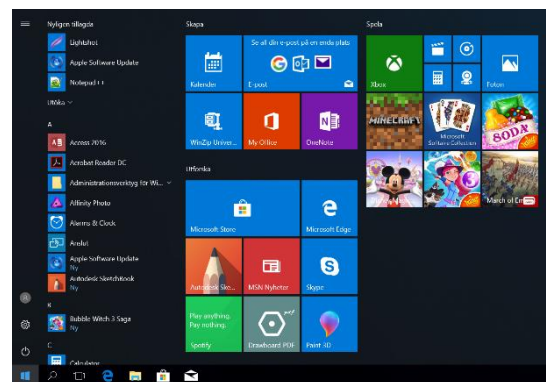 Nyligen tillagda
Lightshot
Apple Software Update
Notepad++
Utöka
A
Access 2016
Acrobat Reader DC
Administrationsverktyg för Wi...
Affinity Photo
Alarms & Clock
Anslut
Apple Software Update
Ny
Autodesk SketchBook
Ny
B
Bubble Witch 3 Saga
Ny
C
Calculator
Skapa
Kalender
Se all din e-post på en enda plats
E-post
WinZip Univer...
My Office
OneNote
Utforska
Microsoft Store
Microsoft Edge
Autodesk Ske...
MSN Nyheter
Skype
Play anything.
Pay nothing.
Spotify
Drawboard PDF
Paint 3D
Spela
Xbox
Foton
MINECRAFT
Microsoft
Solitaire Collection
SODA
March of Em...